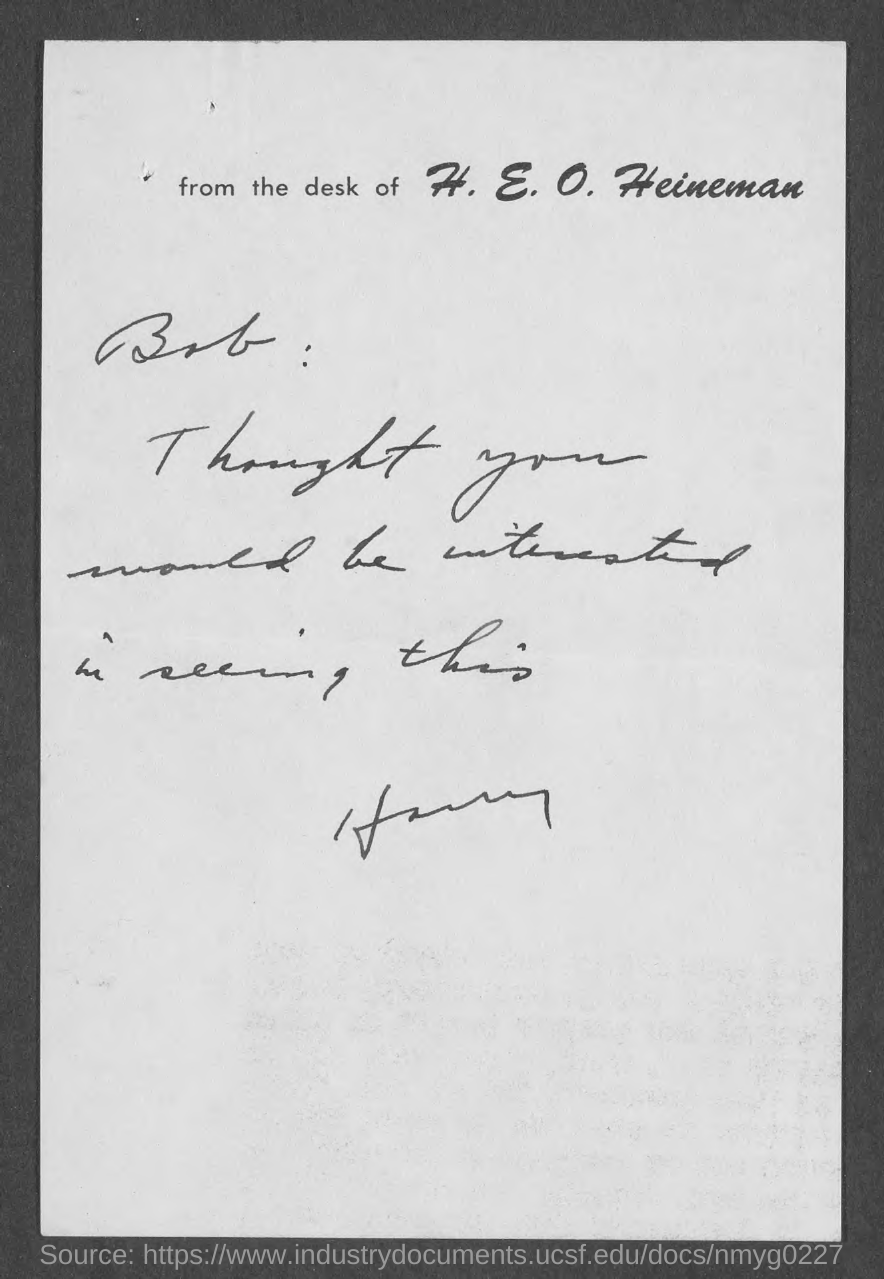 from the desk of H. E. O. Heineman
Bob:
Thought you
would be interested
in seeing this
Harry
Source: https://www.industrydocuments.ucsf.edu/docs/nmyg0227